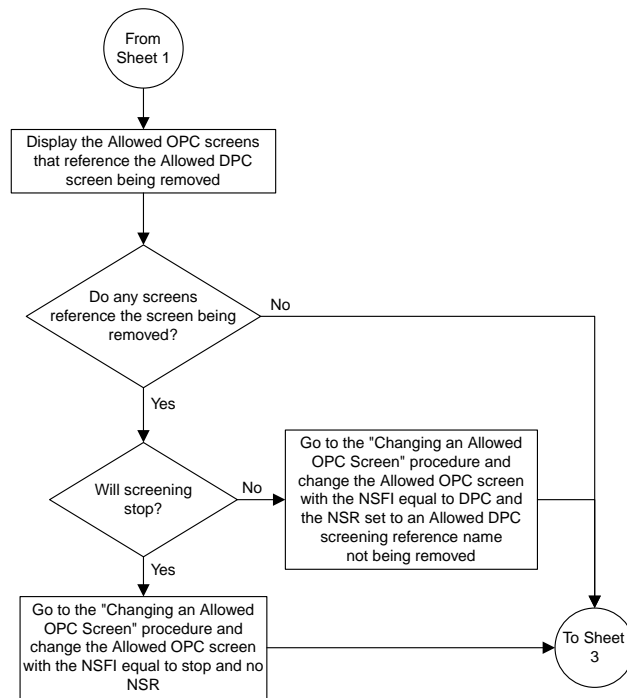 From
Sheet 1
Display the Allowed OPC screens
that reference the Allowed DPC
screen being removed
Do any screens
reference the screen being
removed?
No
Yes
Will screening
stop?
No
Go to the "Changing an Allowed
OPC Screen" procedure and
change the Allowed OPC screen
with the NSFI equal to DPC and
the NSR set to an Allowed DPC
screening reference name
not being removed
Yes
Go to the "Changing an Allowed
OPC Screen" procedure and
change the Allowed OPC screen
with the NSFI equal to stop and no
NSR
To Sheet
3